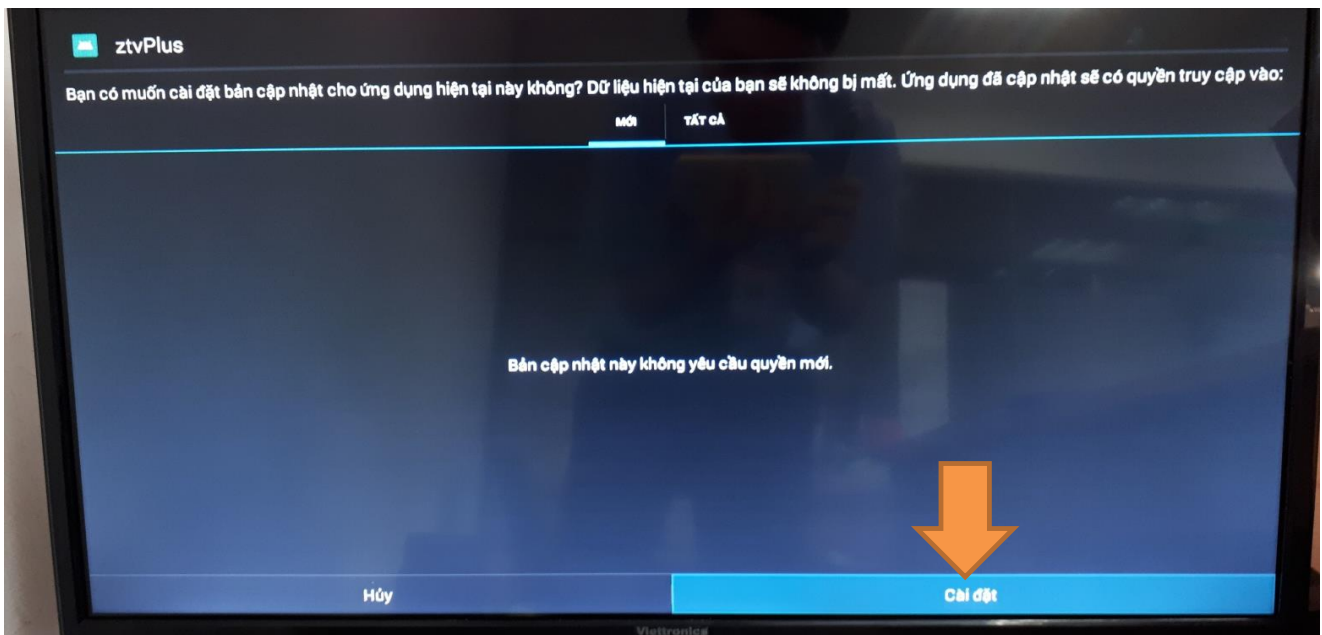 ztvPlus
Bạn có muốn cài đặt bản cập nhật cho ứng dụng hiện tại này không? Dữ liệu hiện tại của bạn sẽ không bị mất. Ứng dụng đã cập nhật sẽ có quyền truy cập vào:
MỚI TẤT CẢ
Bản cập nhật này không yêu cầu quyền mới.
Hủy Cài đặt
Viettronics